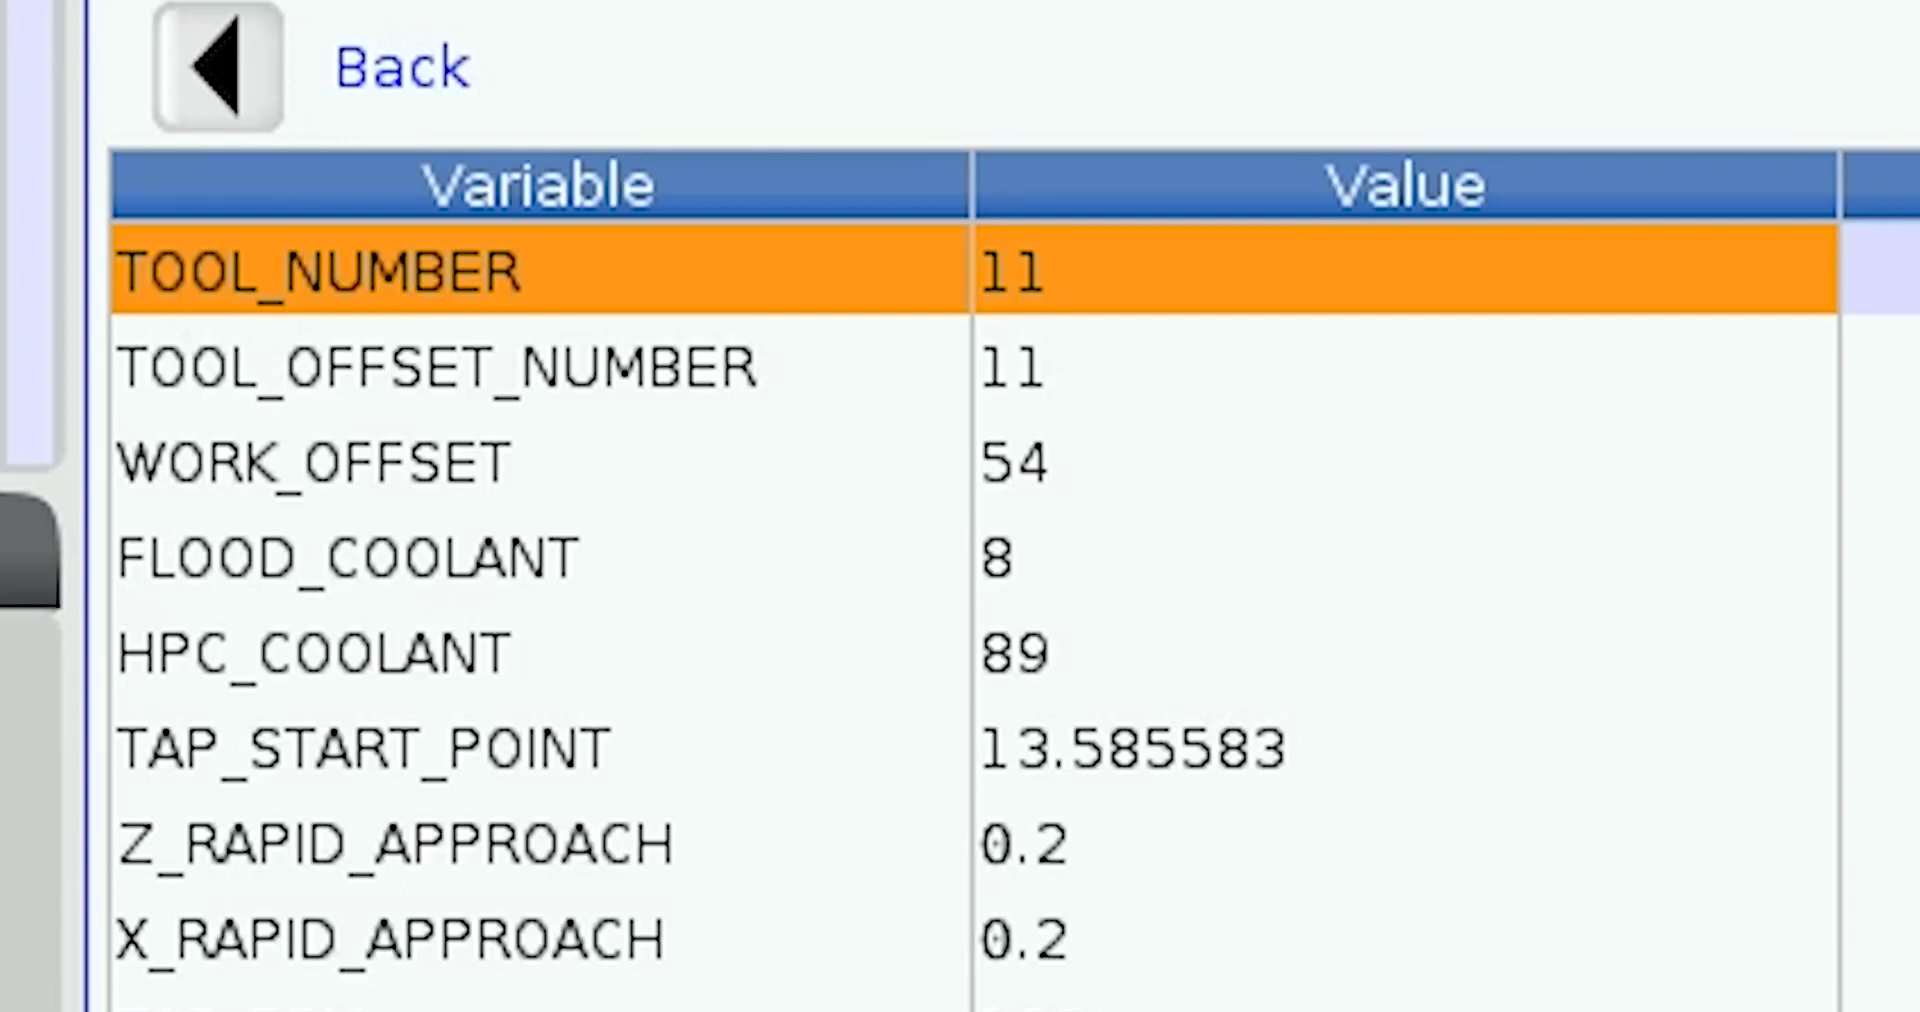 Back
Variable Value
TOOL_NUMBER 11
TOOL_OFFSET_NUMBER 11
WORK_OFFSET 54
FLOOD_COOLANT 8
HPC_COOLANT 89
TAP_START_POINT 13.585583
Z_RAPID_APPROACH 0.2
X_RAPID_APPROACH 0.2